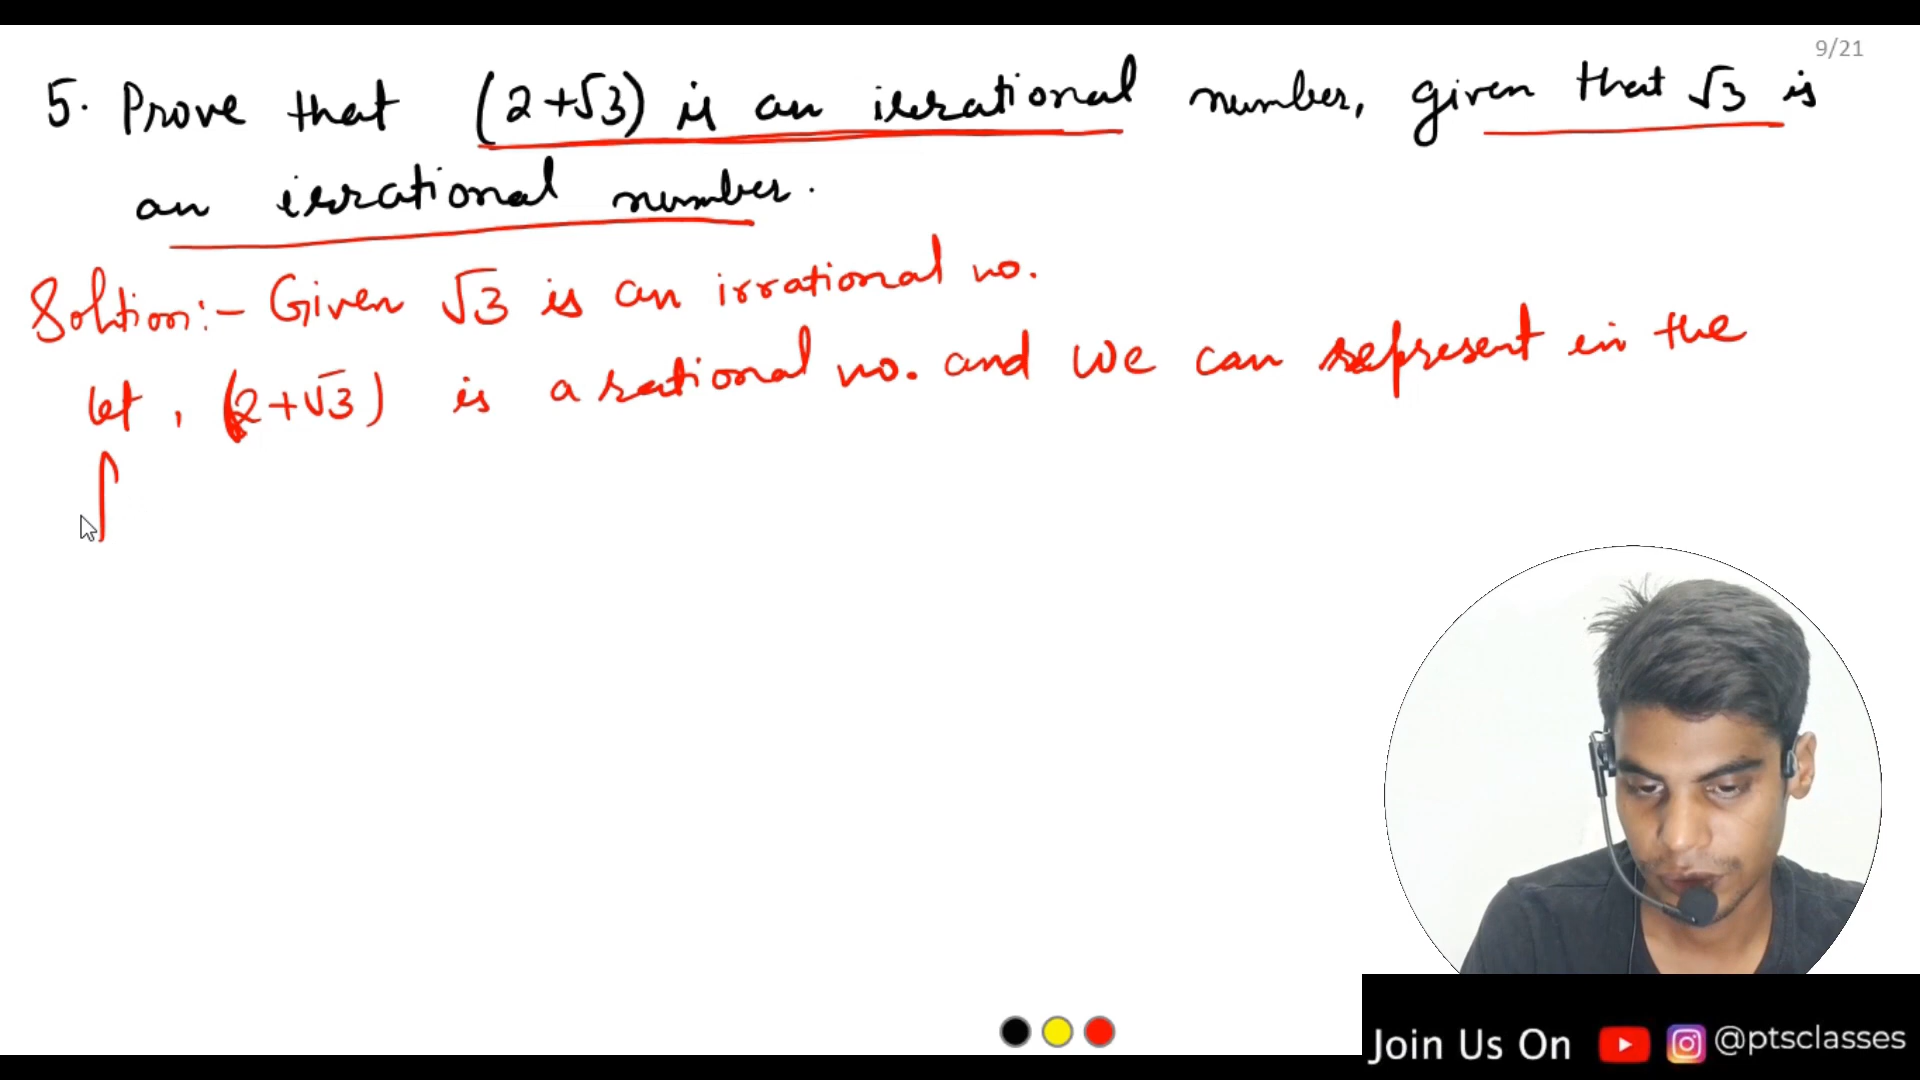 9/21
5. Prove that (2+√3) is an irrational number, given that √3 is
an irrational number.
Solution:- Given √3 is an irrational no.
let, (2+√3) is a rational no. and we can represent in the
Join Us On @ptsclasses